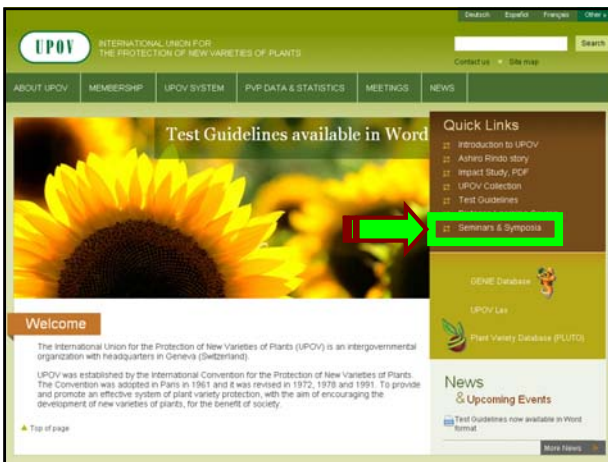 Deutsch Español Français Other
UPOV
INTERNATIONAL UNION FOR
THE PROTECTION OF NEW VARIETIES OF PLANTS
Search
Contact us Site map
ABOUT UPOV MEMBERSHIP UPOV SYSTEM PVP DATA & STATISTICS MEETINGS NEWS
Test Guidelines available in Word
Quick Links
Introduction to UPOV
Ashiro Rindo story
Impact Study, PDF
UPOV Collection
Test Guidelines
Seminars & Symposia
GENIE Database
UPOV Lex
Plant Variety Database (PLUTO)
Welcome
The International Union for the Protection of New Varieties of Plants (UPOV) is an intergovernmental
organization with headquarters in Geneva (Switzerland).
UPOV was established by the International Convention for the Protection of New Varieties of Plants.
The Convention was adopted in Paris in 1961 and it was revised in 1972, 1978 and 1991. To provide
and promote an effective system of plant variety protection, with the aim of encouraging the
development of new varieties of plants, for the benefit of society.
Top of page
News
& Upcoming Events
Test Guidelines now available in Word
format
More News